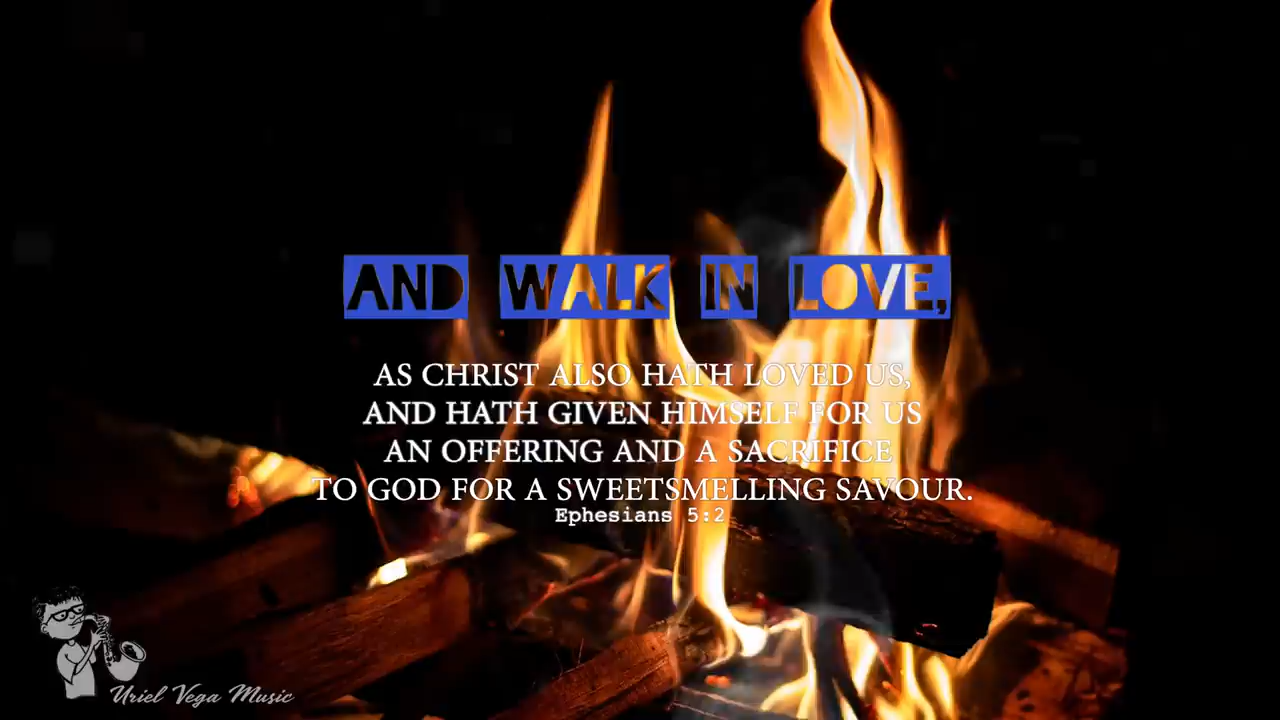 AND WALK IN LOVE,
AS CHRIST ALSO HATH LOVED US,
AND HATH GIVEN HIMSELF FOR US
AN OFFERING AND A SACRIFICE
TO GOD FOR A SWEETSMELLING SAVOUR.
Ephesians 5:2
Uriel Vega Music